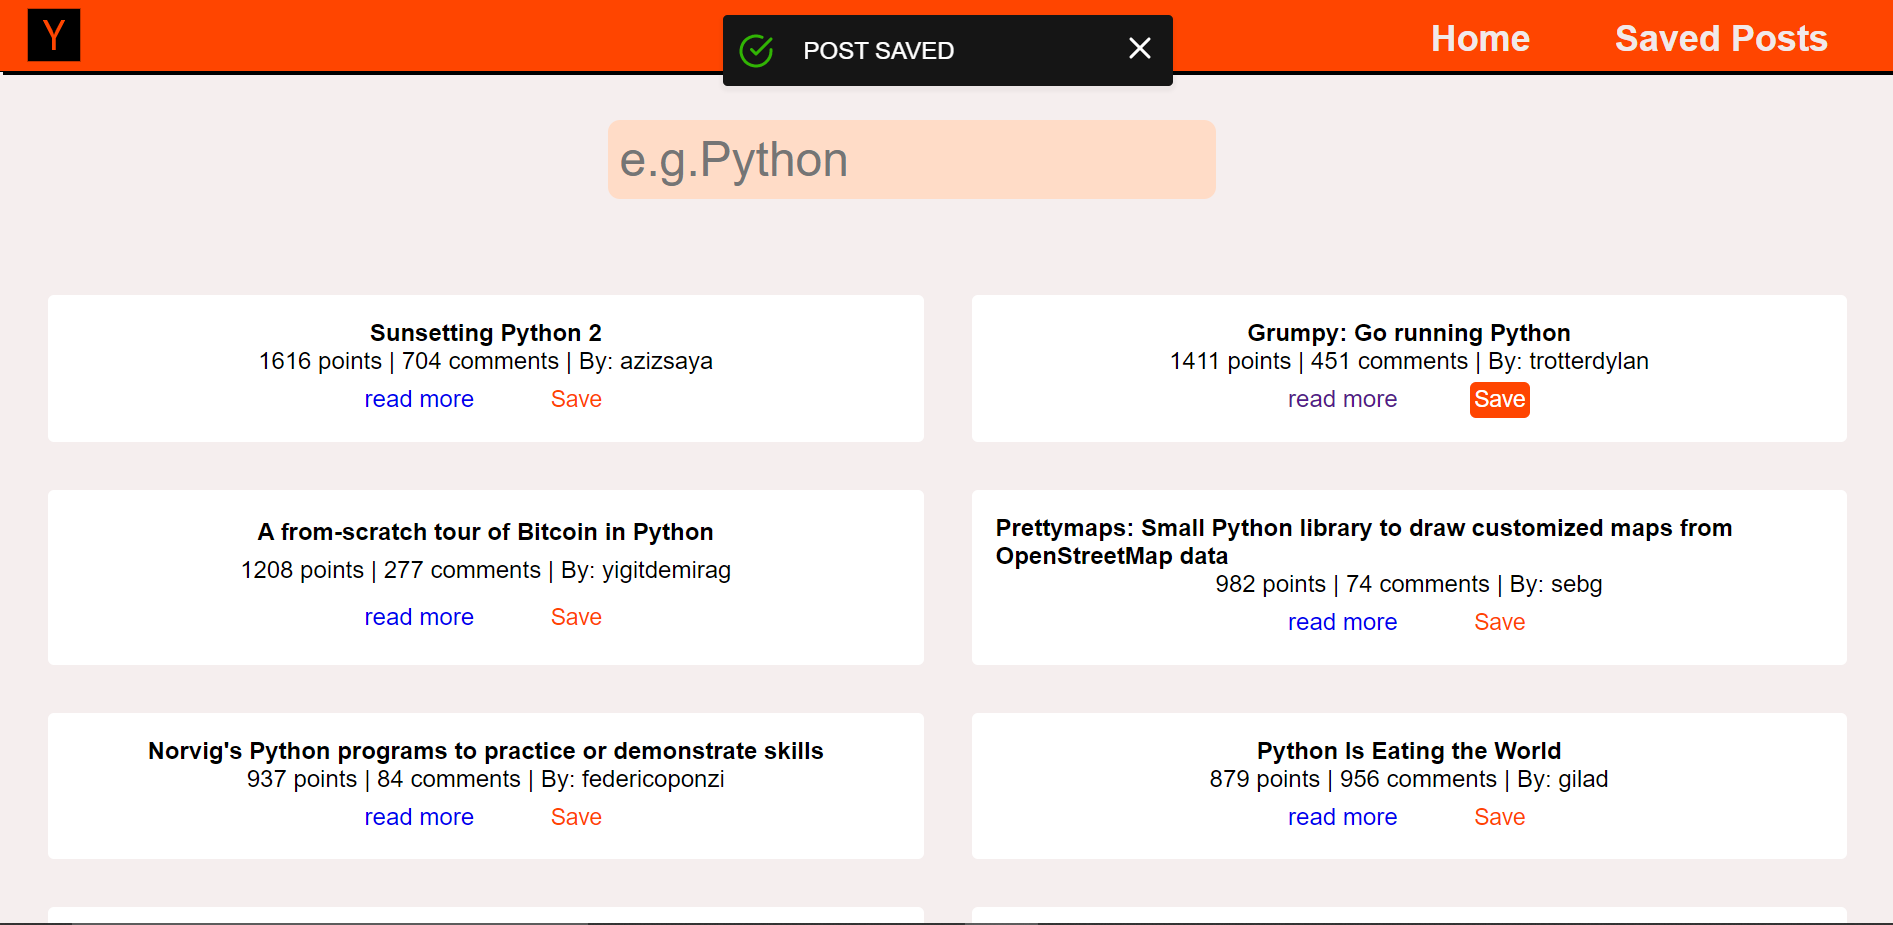 Y
POST SAVED
Home
Saved Posts
e.g.Python
Sunsetting Python 2
1616 points | 704 comments | By: azizsaya
read more
Save
Grumpy: Go running Python
1411 points | 451 comments | By: trotterdylan
read more
Save
A from-scratch tour of Bitcoin in Python
1208 points | 277 comments | By: yigitdemirag
read more
Save
Prettymaps: Small Python library to draw customized maps from
OpenStreetMap data
982 points | 74 comments | By: sebg
read more
Save
Norvig's Python programs to practice or demonstrate skills
937 points | 84 comments | By: federicoponzi
read more
Save
Python Is Eating the World
879 points | 956 comments | By: gilad
read more
Save